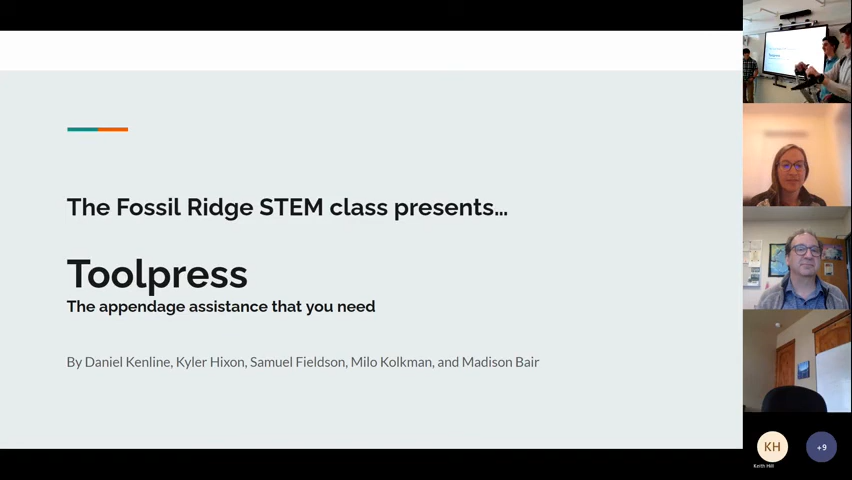 The Fossil Ridge STEM class presents...
Toolpress
The appendage assistance that you need
By Daniel Kenline, Kyler Hixon, Samuel Fieldson, Milo Kolkman, and Madison Bair
KH
+9
Kerth Hill